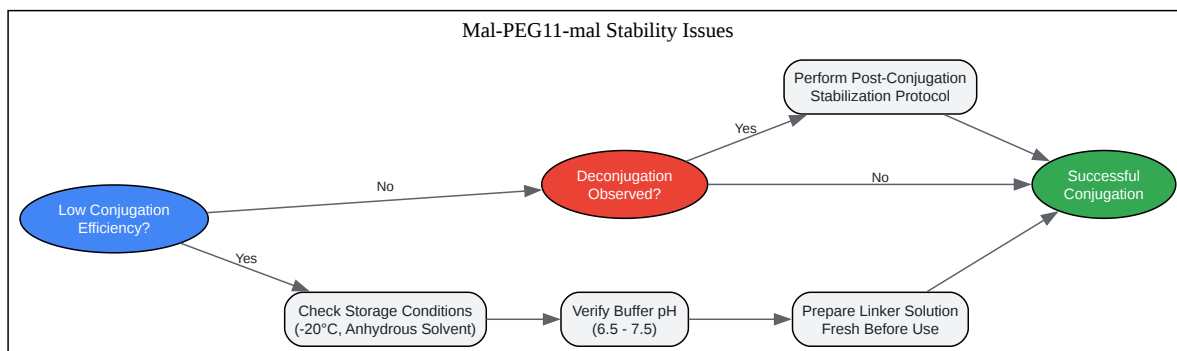 Mal-PEG11-mal Stability Issues
Perform Post-Conjugation
Stabilization Protocol
Yes
Deconjugation
Observed?
No
No
Successful
Conjugation
Low Conjugation
Efficiency?
Yes
Check Storage Conditions
(-20°C, Anhydrous Solvent)
Verify Buffer pH
(6.5 - 7.5)
Prepare Linker Solution
Fresh Before Use